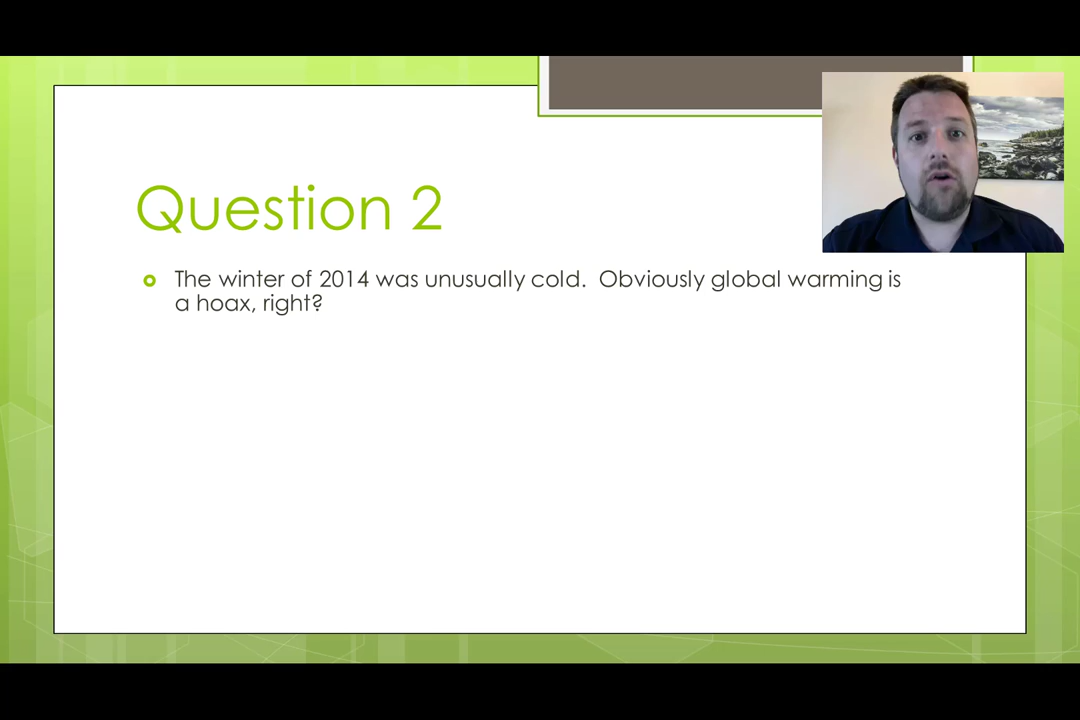 Question 2
The winter of 2014 was unusually cold.  Obviously global warming is
a hoax, right?